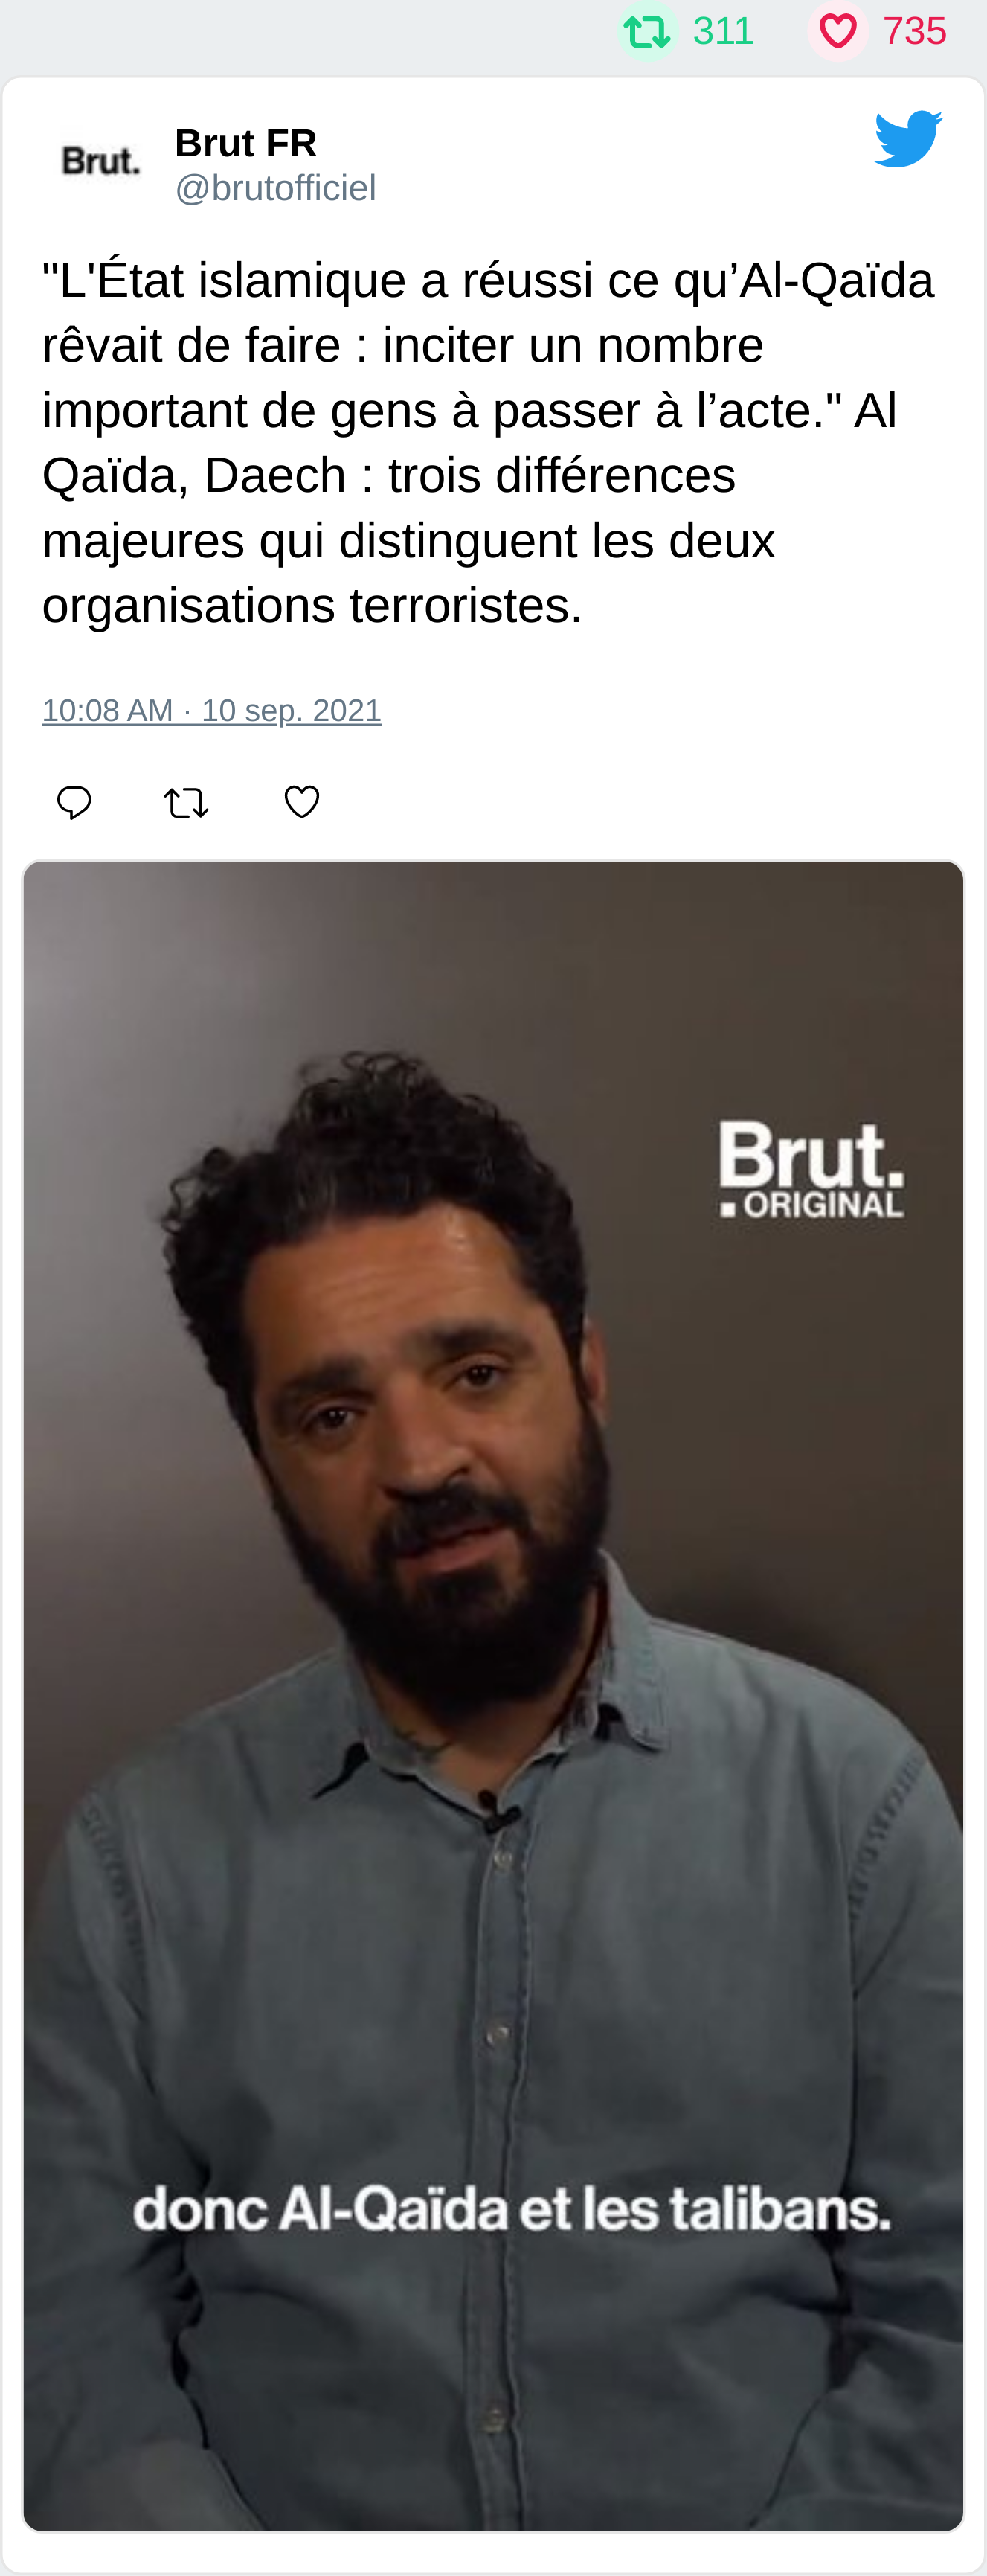 311 735
Brut.
Brut FR
@brutofficiel
"L'État islamique a réussi ce qu’Al-Qaïda
rêvait de faire : inciter un nombre
important de gens à passer à l’acte." Al
Qaïda, Daech : trois différences
majeures qui distinguent les deux
organisations terroristes.
10:08 AM · 10 sep. 2021
Brut.
ORIGINAL
donc Al-Qaïda et les talibans.